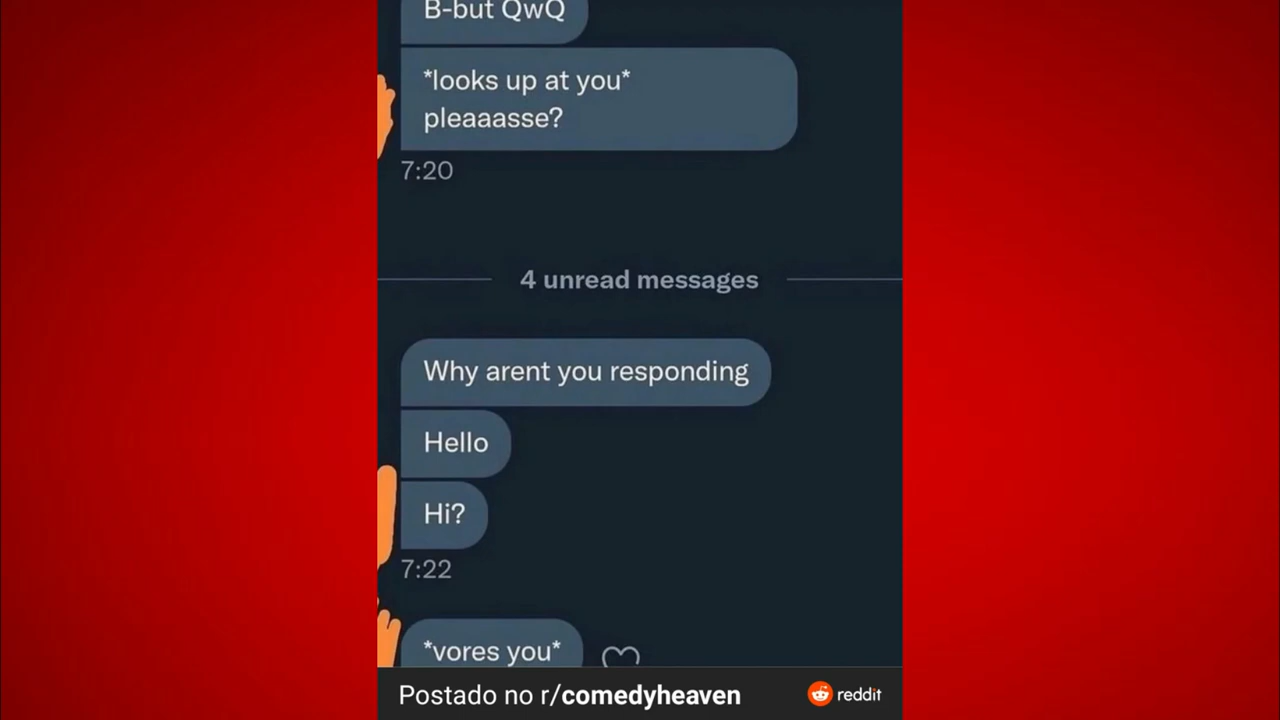 B-but QwQ
*looks up at you*
pleaaasse?
7:20
4 unread messages
Why arent you responding
Hello
Hi?
7:22
*vores you*
Postado no r/comedyheaven
reddit